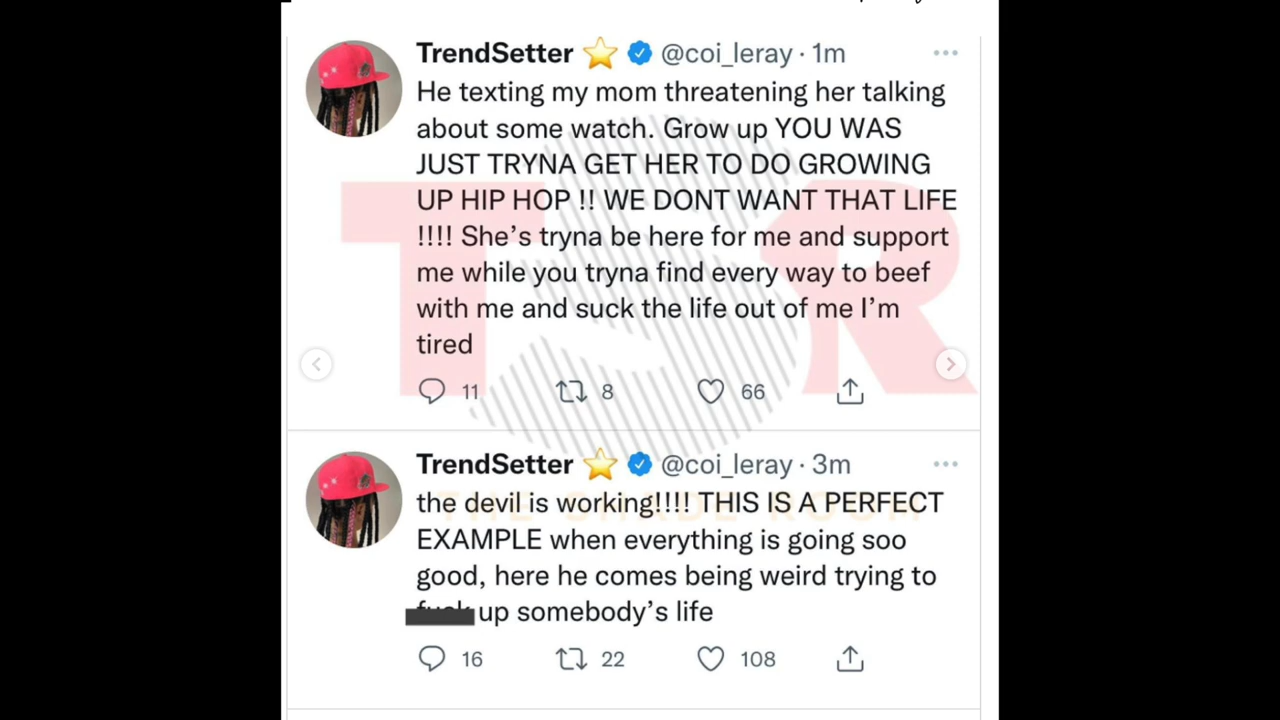 TrendSetter ⭐ @coi_leray · 1m
He texting my mom threatening her talking
about some watch. Grow up YOU WAS
JUST TRYNA GET HER TO DO GROWING
UP HIP HOP !! WE DONT WANT THAT LIFE
!!!! She’s tryna be here for me and support
me while you tryna find every way to beef
with me and suck the life out of me I’m
tired
11 8 66
TSR
TrendSetter ⭐ @coi_leray · 3m
the devil is working!!!! THIS IS A PERFECT
THE SHADE ROOM
EXAMPLE when everything is going soo
good, here he comes being weird trying to
up somebody’s life
16 22 108